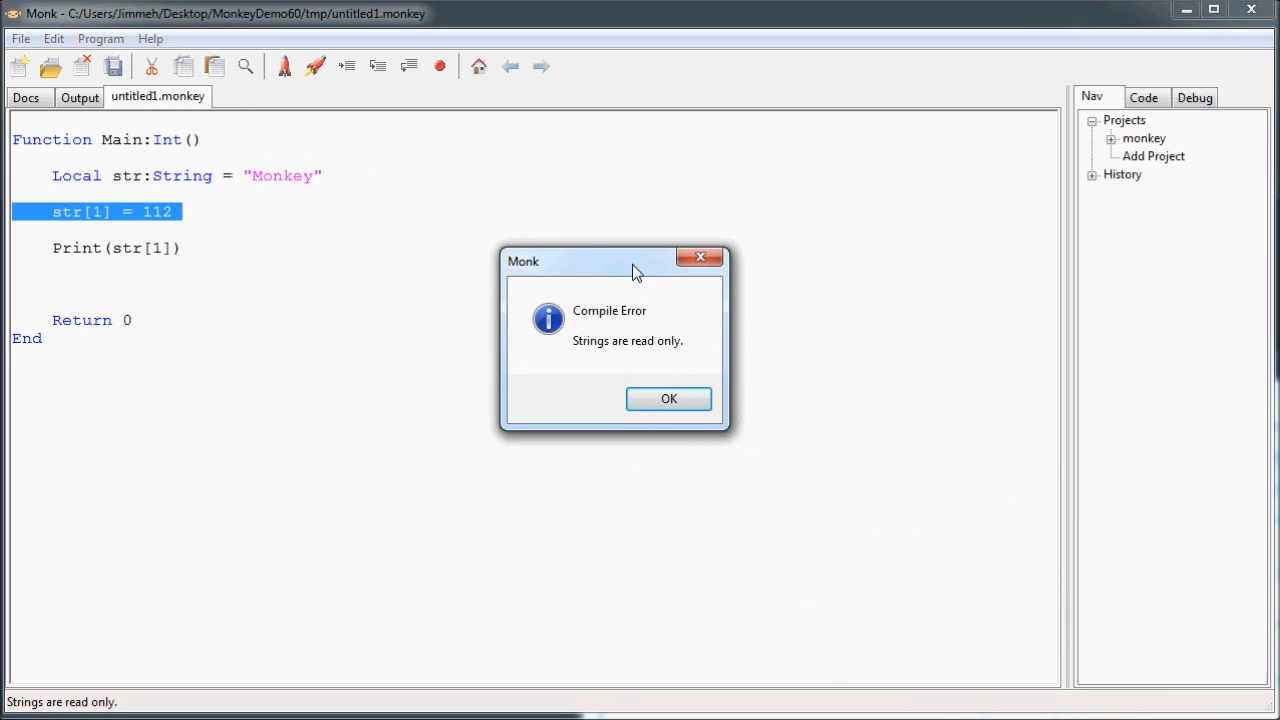 Monk - C:/Users/Jimmeh/Desktop/MonkeyDemo60/tmp/untitled1.monkey
File Edit Program Help
Docs Output untitled1.monkey
Nav Code Debug
Function Main:Int()
Local str:String = "Monkey"
str[1] = 112
Print(str[1])
Return 0
End
Projects
monkey
Add Project
History
Monk
Compile Error
Strings are read only.
OK
Strings are read only.